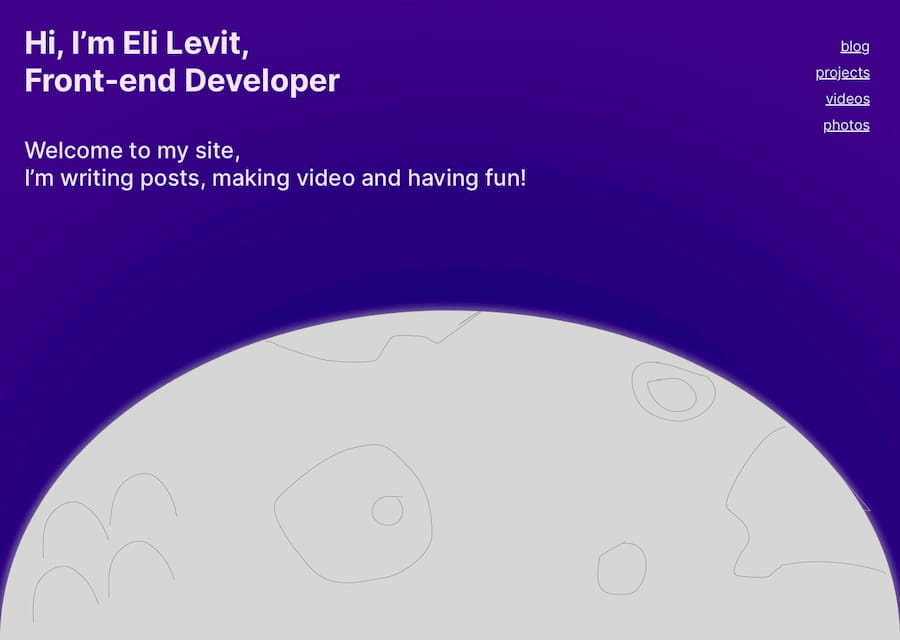 Hi, I’m Eli Levit,
Front-end Developer
Welcome to my site,
I’m writing posts, making video and having fun!
blog
projects
videos
photos